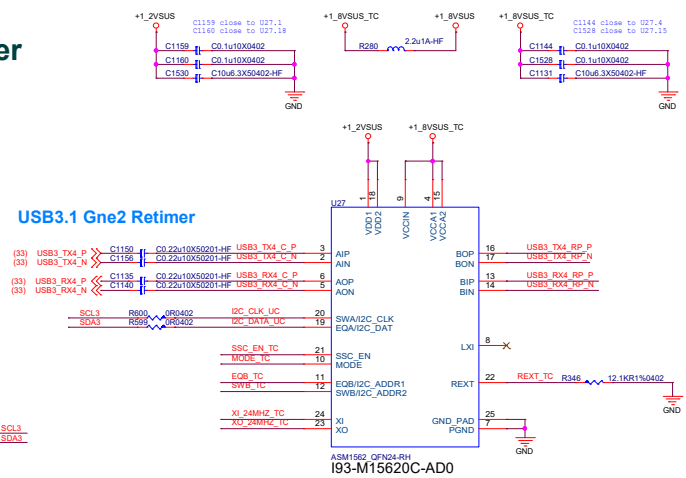 +1_2VSUS
C1159 close to U27.1
C1160 close to U27.18
C1159 C0.1u10X0402
C1160 C0.1u10X0402
C1530 C10u6.3X50402-HF
GND
+1_8VSUS_TC +1_8VSUS
R280 2.2u1A-HF
+1_8VSUS_TC
C1144 close to U27.4
C1528 close to U27.15
C1144 C0.1u10X0402
C1528 C0.1u10X0402
C1131 C10u6.3X50402-HF
GND
er
USB3.1 Gne2 Retimer
+1_2VSUS +1_8VSUS_TC
U27
1 18 9 4 15
VDD1 VDD2 VCCIN VCCA1 VCCA2
(33) USB3_TX4_P C1150 C0.22u10X50201-HF USB3_TX4_C_P 3 AIP
(33) USB3_TX4_N C1156 C0.22u10X50201-HF USB3_TX4_C_N 2 AIN
(33) USB3_RX4_P C1135 C0.22u10X50201-HF USB3_RX4_C_P 6 AOP
(33) USB3_RX4_N C1140 C0.22u10X50201-HF USB3_RX4_C_N 5 AON
SCL3 R600 0R0402 I2C_CLK_UC 20 SWA/I2C_CLK
SDA3 R599 0R0402 I2C_DATA_UC 19 EQA/I2C_DAT
SSC_EN_TC 21 SSC_EN
MODE_TC 10 MODE
EQB_TC 11 EQB/I2C_ADDR1
SWB_TC 12 SWB/I2C_ADDR2
XI_24MHZ_TC 24 XI
XO_24MHZ_TC 23 XO
BOP 16 USB3_TX4_RP_P
BON 17 USB3_TX4_RP_N
BIP 13 USB3_RX4_RP_P
BIN 14 USB3_RX4_RP_N
LXI 8
REXT 22 REXT_TC R346 12.1KR1%0402
GND
GND_PAD 25
PGND 7
GND
ASM1562_QFN24-RH
I93-M15620C-AD0
SCL3
SDA3